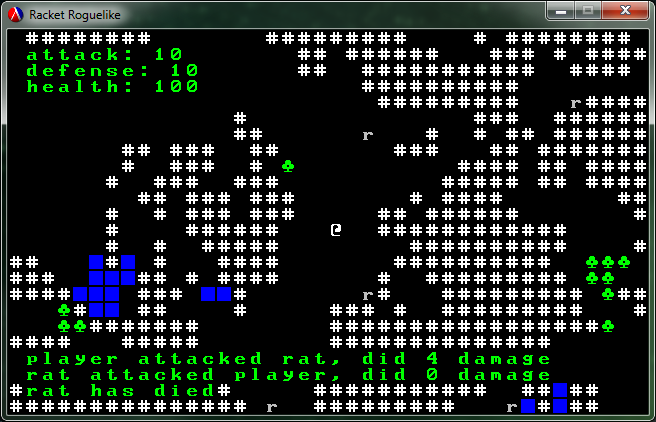 Racket Roguelike
attack: 10
defense: 10
health: 100
player attacked rat, did 4 damage
rat attacked player, did 0 damage
rat has died